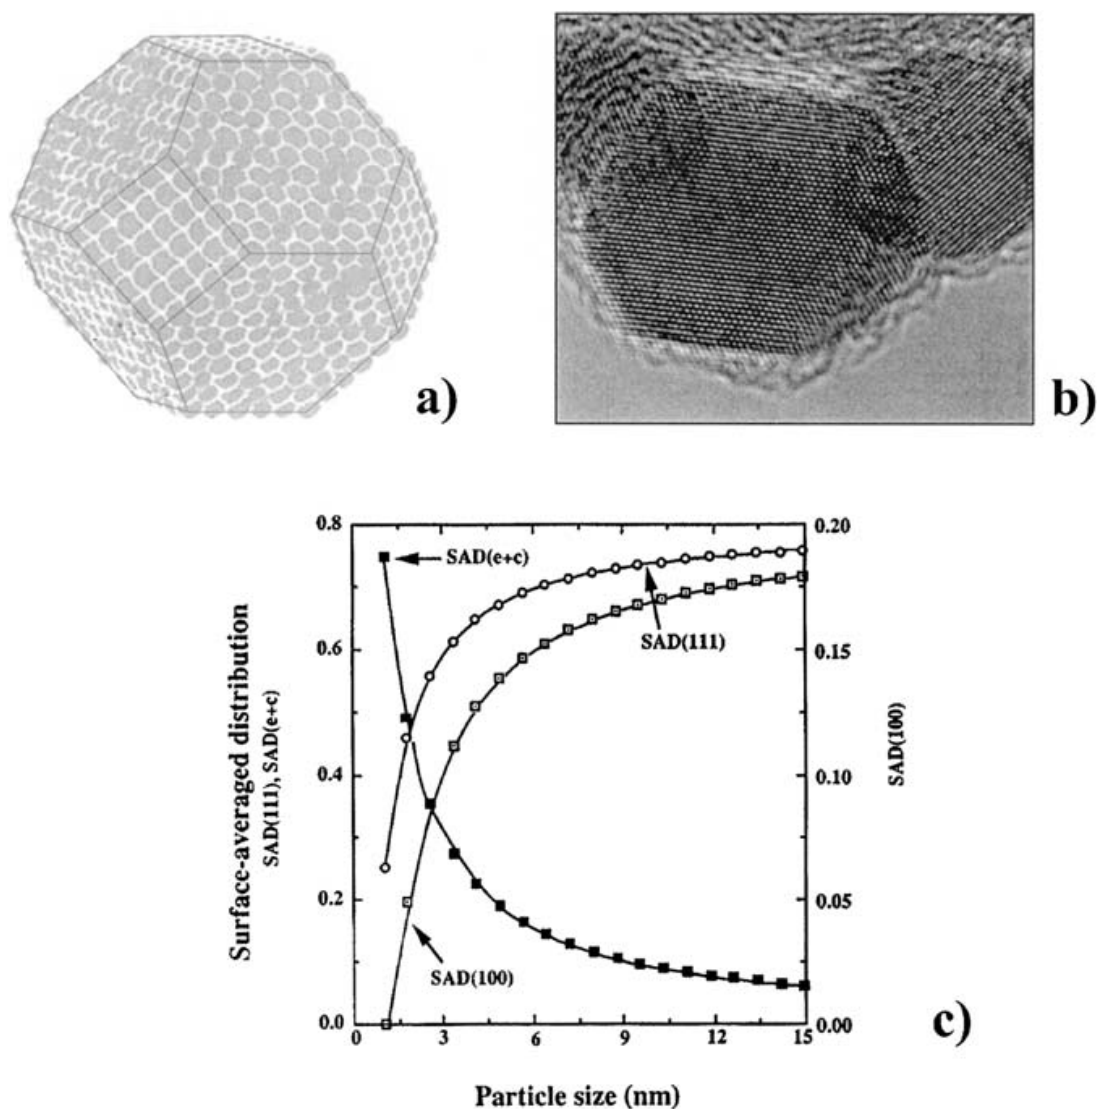 a)
b)
0.8
0.6
0.4
0.2
0.0
Surface-averaged distribution
SAD(111), SAD(e+c)
SAD(e+c)
SAD(111)
SAD(100)
0.20
0.15
0.10
0.05
0.00
SAD(100)
c)
0
3
6
9
12
15
Particle size (nm)